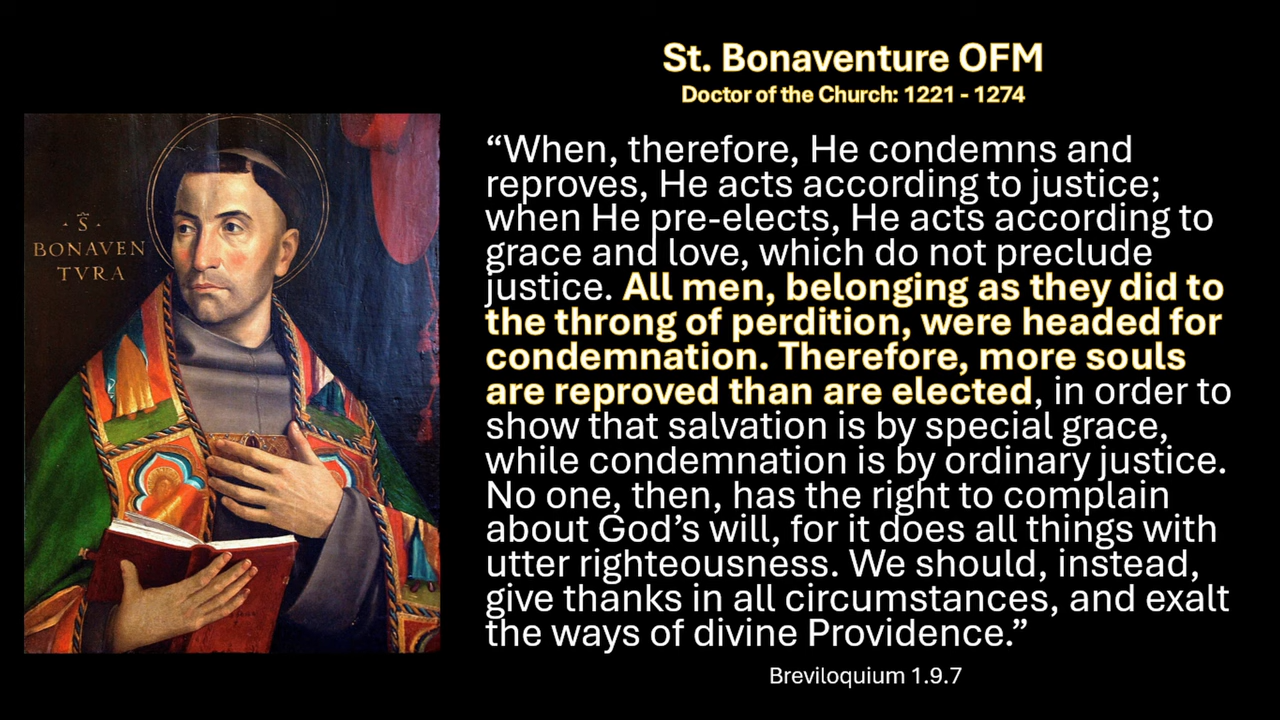 St. Bonaventure OFM
Doctor of the Church: 1221 - 1274
S
BONAVEN
TVRA
“When, therefore, He condemns and
reproves, He acts according to justice;
when He pre-elects, He acts according to
grace and love, which do not preclude
justice. All men, belonging as they did to
the throng of perdition, were headed for
condemnation. Therefore, more souls
are reproved than are elected, in order to
show that salvation is by special grace,
while condemnation is by ordinary justice.
No one, then, has the right to complain
about God’s will, for it does all things with
utter righteousness. We should, instead,
give thanks in all circumstances, and exalt
the ways of divine Providence.”
Breviloquium 1.9.7